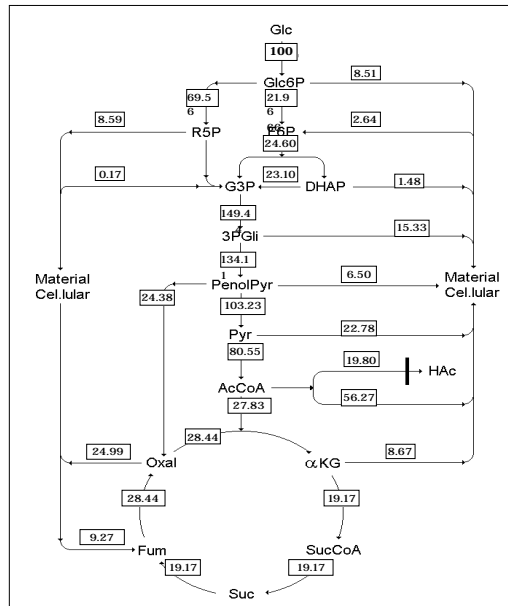 Glc
100
Glc6P
8.51
69.5
6
21.9
6
8.59
R5P
F6P
2.64
24.60
0.17
G3P
23.10
DHAP
1.48
149.4
3PGli
15.33
134.1
1
Material
Cel.lular
24.38
PenolPyr
6.50
Material
Cel.lular
103.23
Pyr
22.78
80.55
19.80
HAc
AcCoA
27.83
56.27
28.44
24.99
Oxal
αKG
8.67
28.44
19.17
9.27
Fum
SucCoA
19.17
19.17
Suc